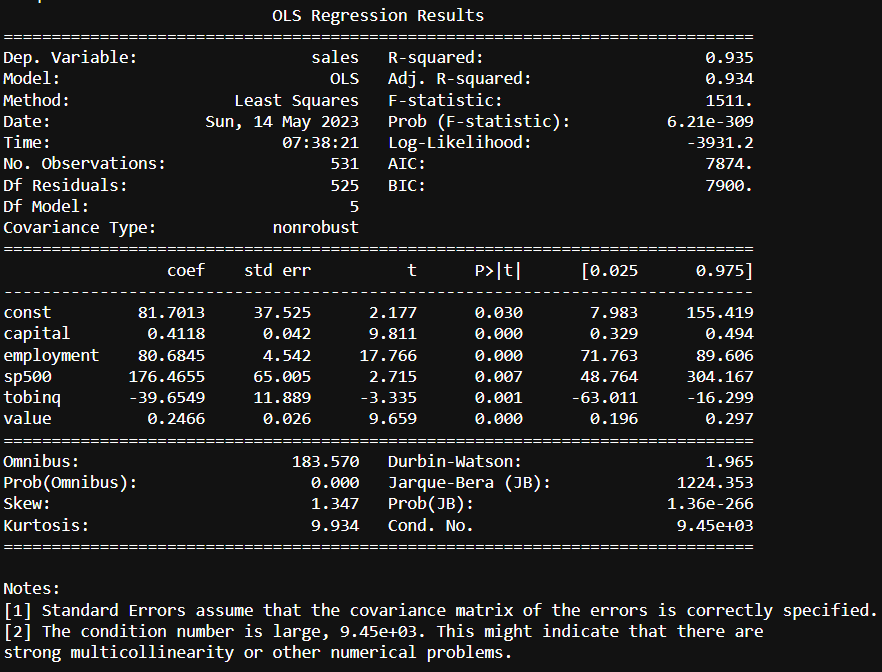 OLS Regression Results
==============================================================================
Dep. Variable:                  sales   R-squared:                       0.935
Model:                            OLS   Adj. R-squared:                  0.934
Method:                 Least Squares   F-statistic:                     1511.
Date:                Sun, 14 May 2023   Prob (F-statistic):          6.21e-309
Time:                        07:38:21   Log-Likelihood:                -3931.2
No. Observations:                 531   AIC:                             7874.
Df Residuals:                     525   BIC:                             7900.
Df Model:                           5
Covariance Type:            nonrobust
==============================================================================
                 coef    std err          t      P>|t|      [0.025      0.975]
------------------------------------------------------------------------------
const         81.7013     37.525      2.177      0.030       7.983     155.419
capital        0.4118      0.042      9.811      0.000       0.329       0.494
employment    80.6845      4.542     17.766      0.000      71.763      89.606
sp500        176.4655     65.005      2.715      0.007      48.764     304.167
tobinq       -39.6549     11.889     -3.335      0.001     -63.011     -16.299
value          0.2466      0.026      9.659      0.000       0.196       0.297
==============================================================================
Omnibus:                      183.570   Durbin-Watson:                   1.965
Prob(Omnibus):                  0.000   Jarque-Bera (JB):             1224.353
Skew:                           1.347   Prob(JB):                    1.36e-266
Kurtosis:                       9.934   Cond. No.                     9.45e+03
==============================================================================
Notes:
[1] Standard Errors assume that the covariance matrix of the errors is correctly specified.
[2] The condition number is large, 9.45e+03. This might indicate that there are
strong multicollinearity or other numerical problems.